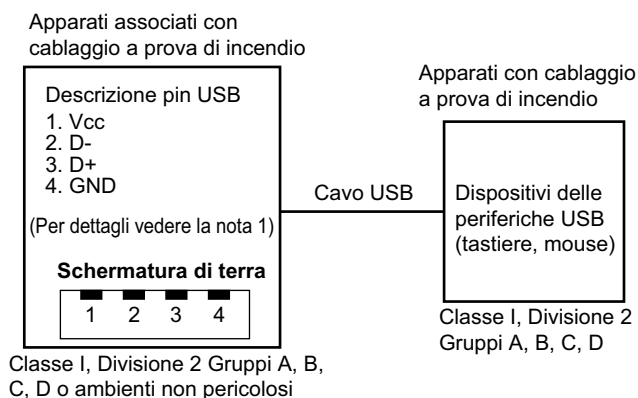 Apparati associati con
cablaggio a prova di incendio
Descrizione pin USB
1. Vcc
2. D-
3. D+
4. GND
(Per dettagli vedere la nota 1)
Schermatura di terra
1 2 3 4
Classe I, Divisione 2 Gruppi A, B,
C, D o ambienti non pericolosi
Cavo USB
Apparati con cablaggio
a prova di incendio
Dispositivi delle
periferiche USB
(tastiere, mouse)
Classe I, Divisione 2
Gruppi A, B, C, D